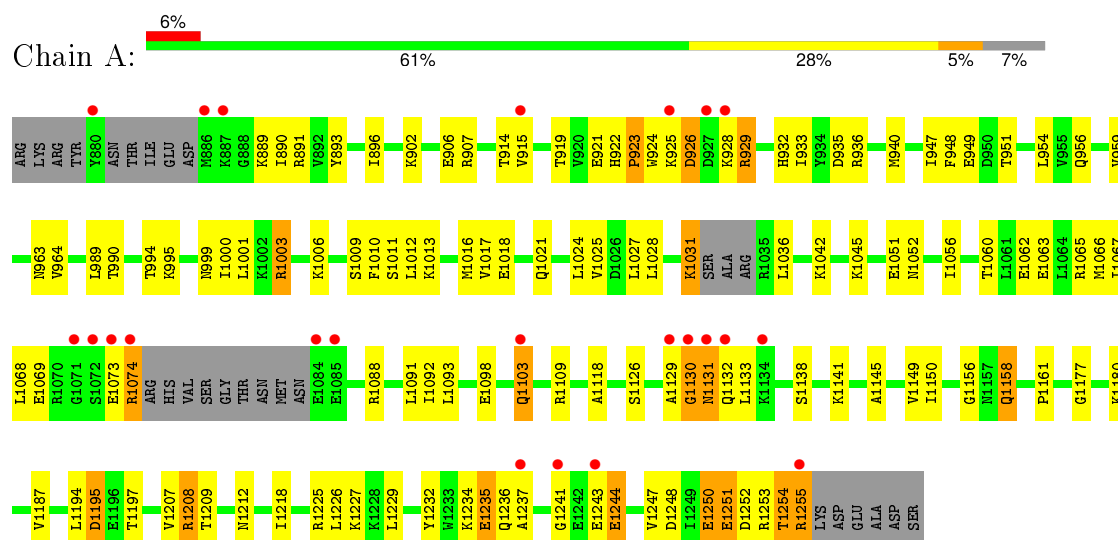 6%
Chain A:
61% 28% 5% 7%
ARG LYS ARG TYR Y880 ASN THR ILE GLU ASP M886 K887 G888 K889 I890 R891 V892 Y893 I896 K902 E906 R907 T914 V915 T919 V920 E921 H922 F923 W924 K925 D926 D927 K928 R929 H932 I933 Y934 D935 R936 M940 I947 F948 E949 D950 T951 L954 V955 Q956
N963 V964 L989 T990 T994 K995 N999 I1000 L1001 K1002 R1003 K1006 S1009 F1010 S1011 L1012 K1013 M1016 V1017 E1018 Q1021 L1024 V1025 D1026 L1027 L1028 K1031 SER ALA ARG R1035 L1036 K1042 K1045 E1051 N1052 I1056 T1060 L1061 E1062 E1063 L1064 R1065 M1066 I1067
L1068 E1069 R1070 G1071 S1072 E1073 R1074 ARG HIS VAL SER GLY THR ASN MET ASN E1084 E1085 R1088 L1091 I1092 L1093 E1098 Q1103 R1109 A1118 S1126 A1129 G1130 N1131 Q1132 L1133 K1134 S1138 K1141 A1145 V1149 I1150 G1156 N1157 Q1158 P1161 G1177 K1180
V1187 L1194 D1195 E1196 T1197 V1207 R1208 T1209 N1212 I1218 R1225 L1226 K1227 K1228 L1229 Y1232 W1233 K1234 E1235 Q1236 A1237 G1241 E1242 E1243 E1244 V1247 D1248 I1249 E1250 E1251 D1252 R1253 T1254 R1255 LYS ASP GLU ALA ASP SER